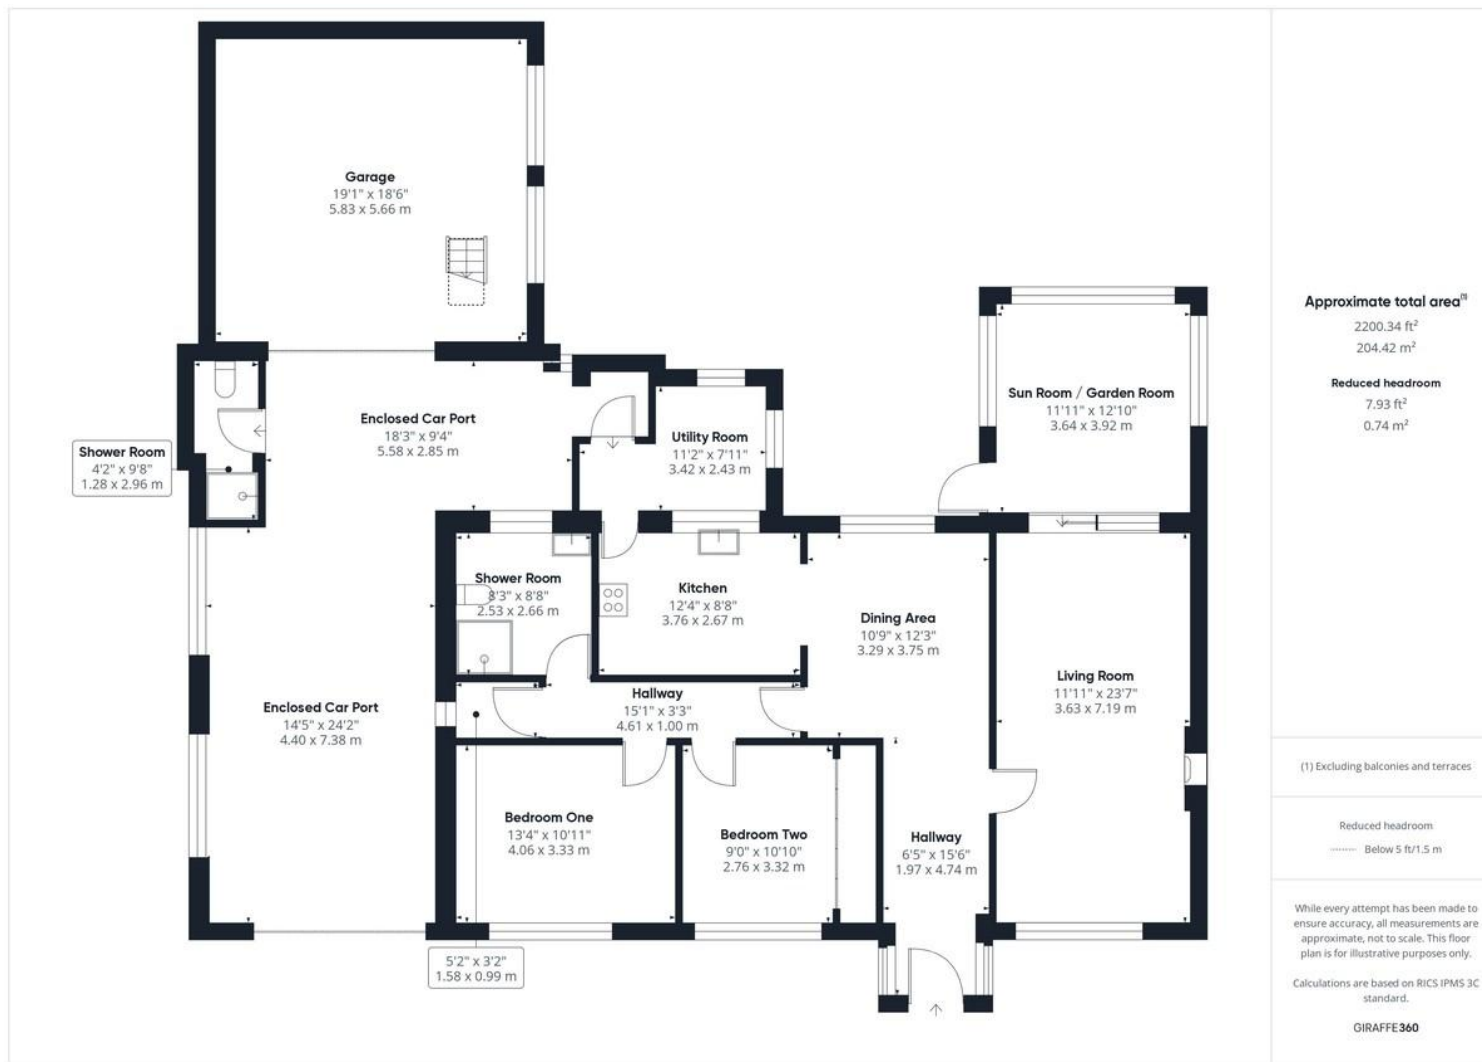 Garage
19'1" x 18'6"
5.83 x 5.66 m
Enclosed Car Port
18'3" x 9'4"
5.58 x 2.85 m
Shower Room
4'2" x 9'8"
1.28 x 2.96 m
Utility Room
11'2" x 7'11"
3.42 x 2.43 m
Sun Room / Garden Room
11'11" x 12'10"
3.64 x 3.92 m
Shower Room
8'3" x 8'8"
2.53 x 2.66 m
Kitchen
12'4" x 8'8"
3.76 x 2.67 m
Dining Area
10'9" x 12'3"
3.29 x 3.75 m
Living Room
11'11" x 23'7"
3.63 x 7.19 m
Hallway
15'1" x 3'3"
4.61 x 1.00 m
Enclosed Car Port
14'5" x 24'2"
4.40 x 7.38 m
Bedroom One
13'4" x 10'11"
4.06 x 3.33 m
Bedroom Two
9'0" x 10'10"
2.76 x 3.32 m
Hallway
6'5" x 15'6"
1.97 x 4.74 m
5'2" x 3'2"
1.58 x 0.99 m
Approximate total area(1)
2200.34 ft²
204.42 m²
Reduced headroom
7.93 ft²
0.74 m²
(1) Excluding balconies and terraces
Reduced headroom
Below 5 ft/1.5 m
While every attempt has been made to
ensure accuracy, all measurements are
approximate, not to scale. This floor
plan is for illustrative purposes only.
Calculations are based on RICS IPMS 3C
standard.
GIRAFFE360